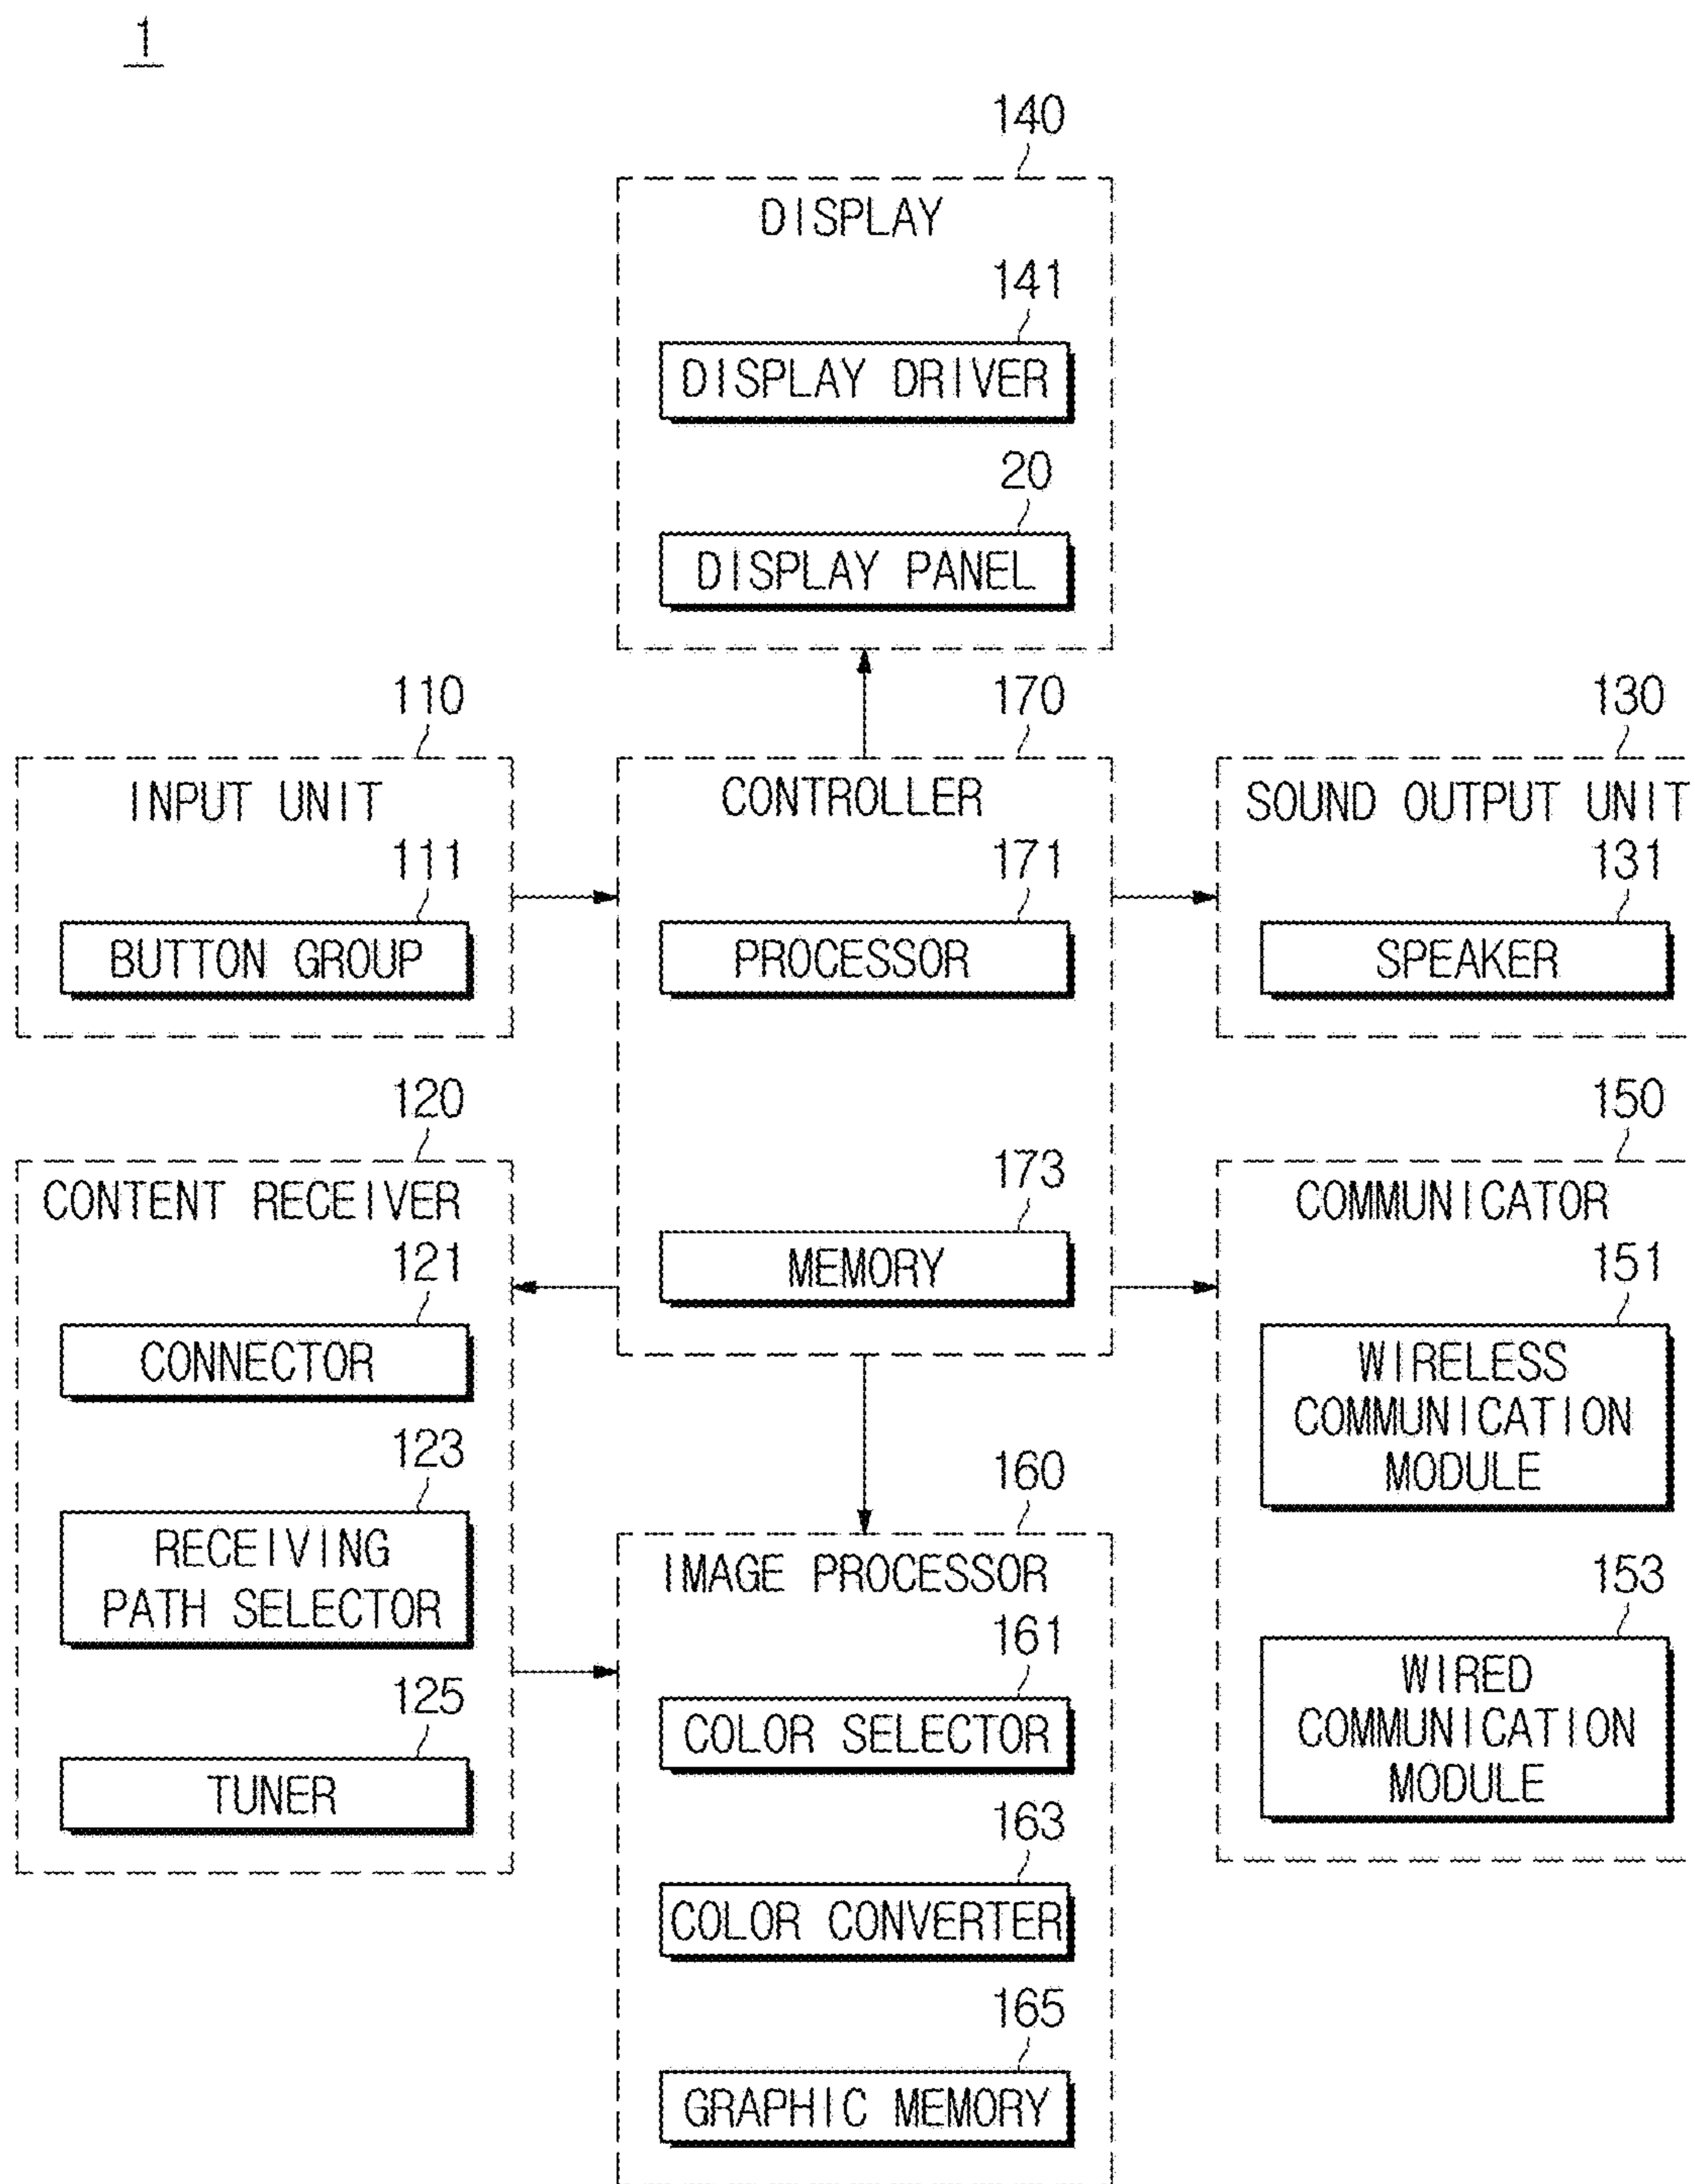 1
140
DISPLAY
141
DISPLAY DRIVER
20
DISPLAY PANEL
110
INPUT UNIT
111
BUTTON GROUP
170
CONTROLLER
171
PROCESSOR
173
MEMORY
130
SOUND OUTPUT UNIT
131
SPEAKER
120
CONTENT RECEIVER
121
CONNECTOR
123
RECEIVING
PATH SELECTOR
125
TUNER
150
COMMUNICATOR
151
WIRELESS
COMMUNICATION
MODULE
153
WIRED
COMMUNICATION
MODULE
160
IMAGE PROCESSOR
161
COLOR SELECTOR
163
COLOR CONVERTER
165
GRAPHIC MEMORY